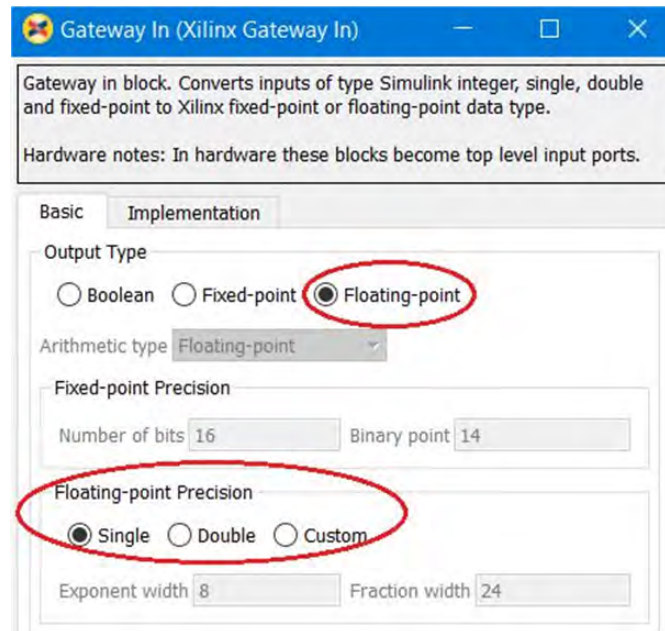 Gateway In (Xilinx Gateway In)
Gateway in block. Converts inputs of type Simulink integer, single, double
and fixed-point to Xilinx fixed-point or floating-point data type.
Hardware notes: In hardware these blocks become top level input ports.
Basic Implementation
Output Type
Boolean Fixed-point Floating-point
Arithmetic type Floating-point
Fixed-point Precision
Number of bits 16 Binary point 14
Floating-point Precision
Single Double Custom
Exponent width 8 Fraction width 24